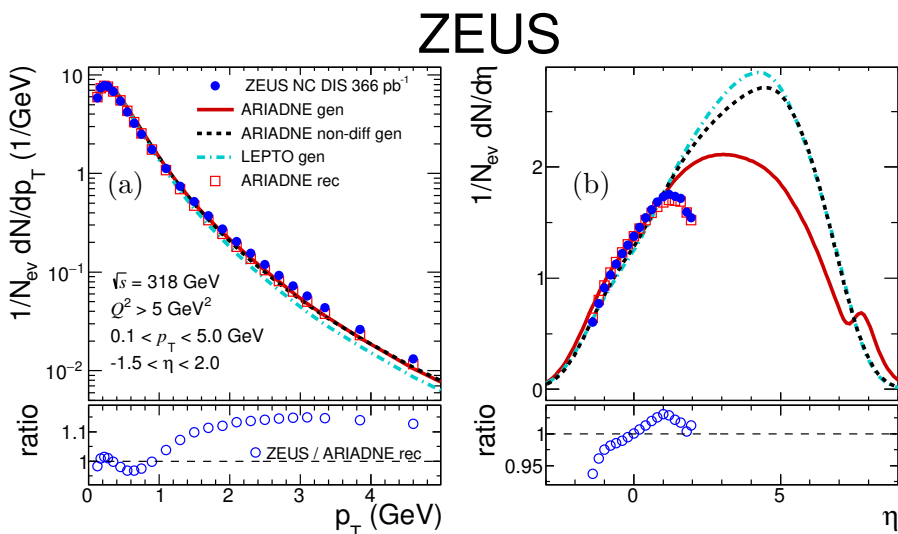 ZEUS
1/N_ev dN/dp_T (1/GeV)
10
1
10⁻¹
10⁻²
ZEUS NC DIS 366 pb⁻¹
ARIADNE gen
ARIADNE non-diff gen
LEPTO gen
ARIADNE rec
(a)
√s = 318 GeV
Q² > 5 GeV²
0.1 < p_T < 5.0 GeV
-1.5 < η < 2.0
ratio
1.1
1
ZEUS / ARIADNE rec
0 1 2 3 4
p_T (GeV)
1/N_ev dN/dη
2
1
0
(b)
ratio
1
0.95
0 5
η